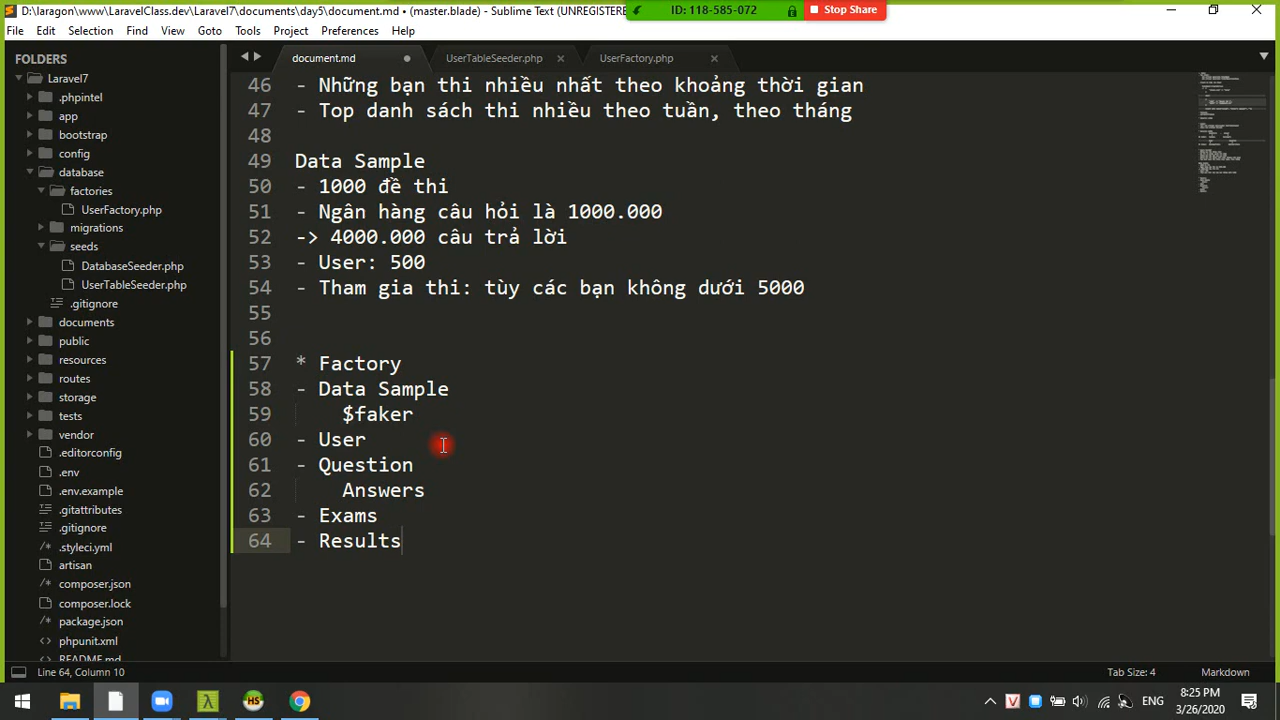 D:\laragon\www\LaravelClass.dev\Laravel7\documents\day5\document.md • (master.blade) - Sublime Text (UNREGISTERE
ID: 118-585-072
Stop Share
File Edit Selection Find View Goto Tools Project Preferences Help
FOLDERS
Laravel7
.phpintel
app
bootstrap
config
database
factories
UserFactory.php
migrations
seeds
DatabaseSeeder.php
UserTableSeeder.php
.gitignore
documents
public
resources
routes
storage
tests
vendor
.editorconfig
.env
.env.example
.gitattributes
.gitignore
.styleci.yml
artisan
composer.json
composer.lock
package.json
phpunit.xml
README.md
document.md UserTableSeeder.php UserFactory.php
46 - Những bạn thi nhiều nhất theo khoảng thời gian
47 - Top danh sách thi nhiều theo tuần, theo tháng
48
49 Data Sample
50 - 1000 đề thi
51 - Ngân hàng câu hỏi là 1000.000
52 -> 4000.000 câu trả lời
53 - User: 500
54 - Tham gia thi: tùy các bạn không dưới 5000
55
56
57 * Factory
58 - Data Sample
59 $faker
60 - User
61 - Question
62 Answers
63 - Exams
64 - Results
Line 64, Column 10
Tab Size: 4
Markdown
ENG
8:25 PM
3/26/2020